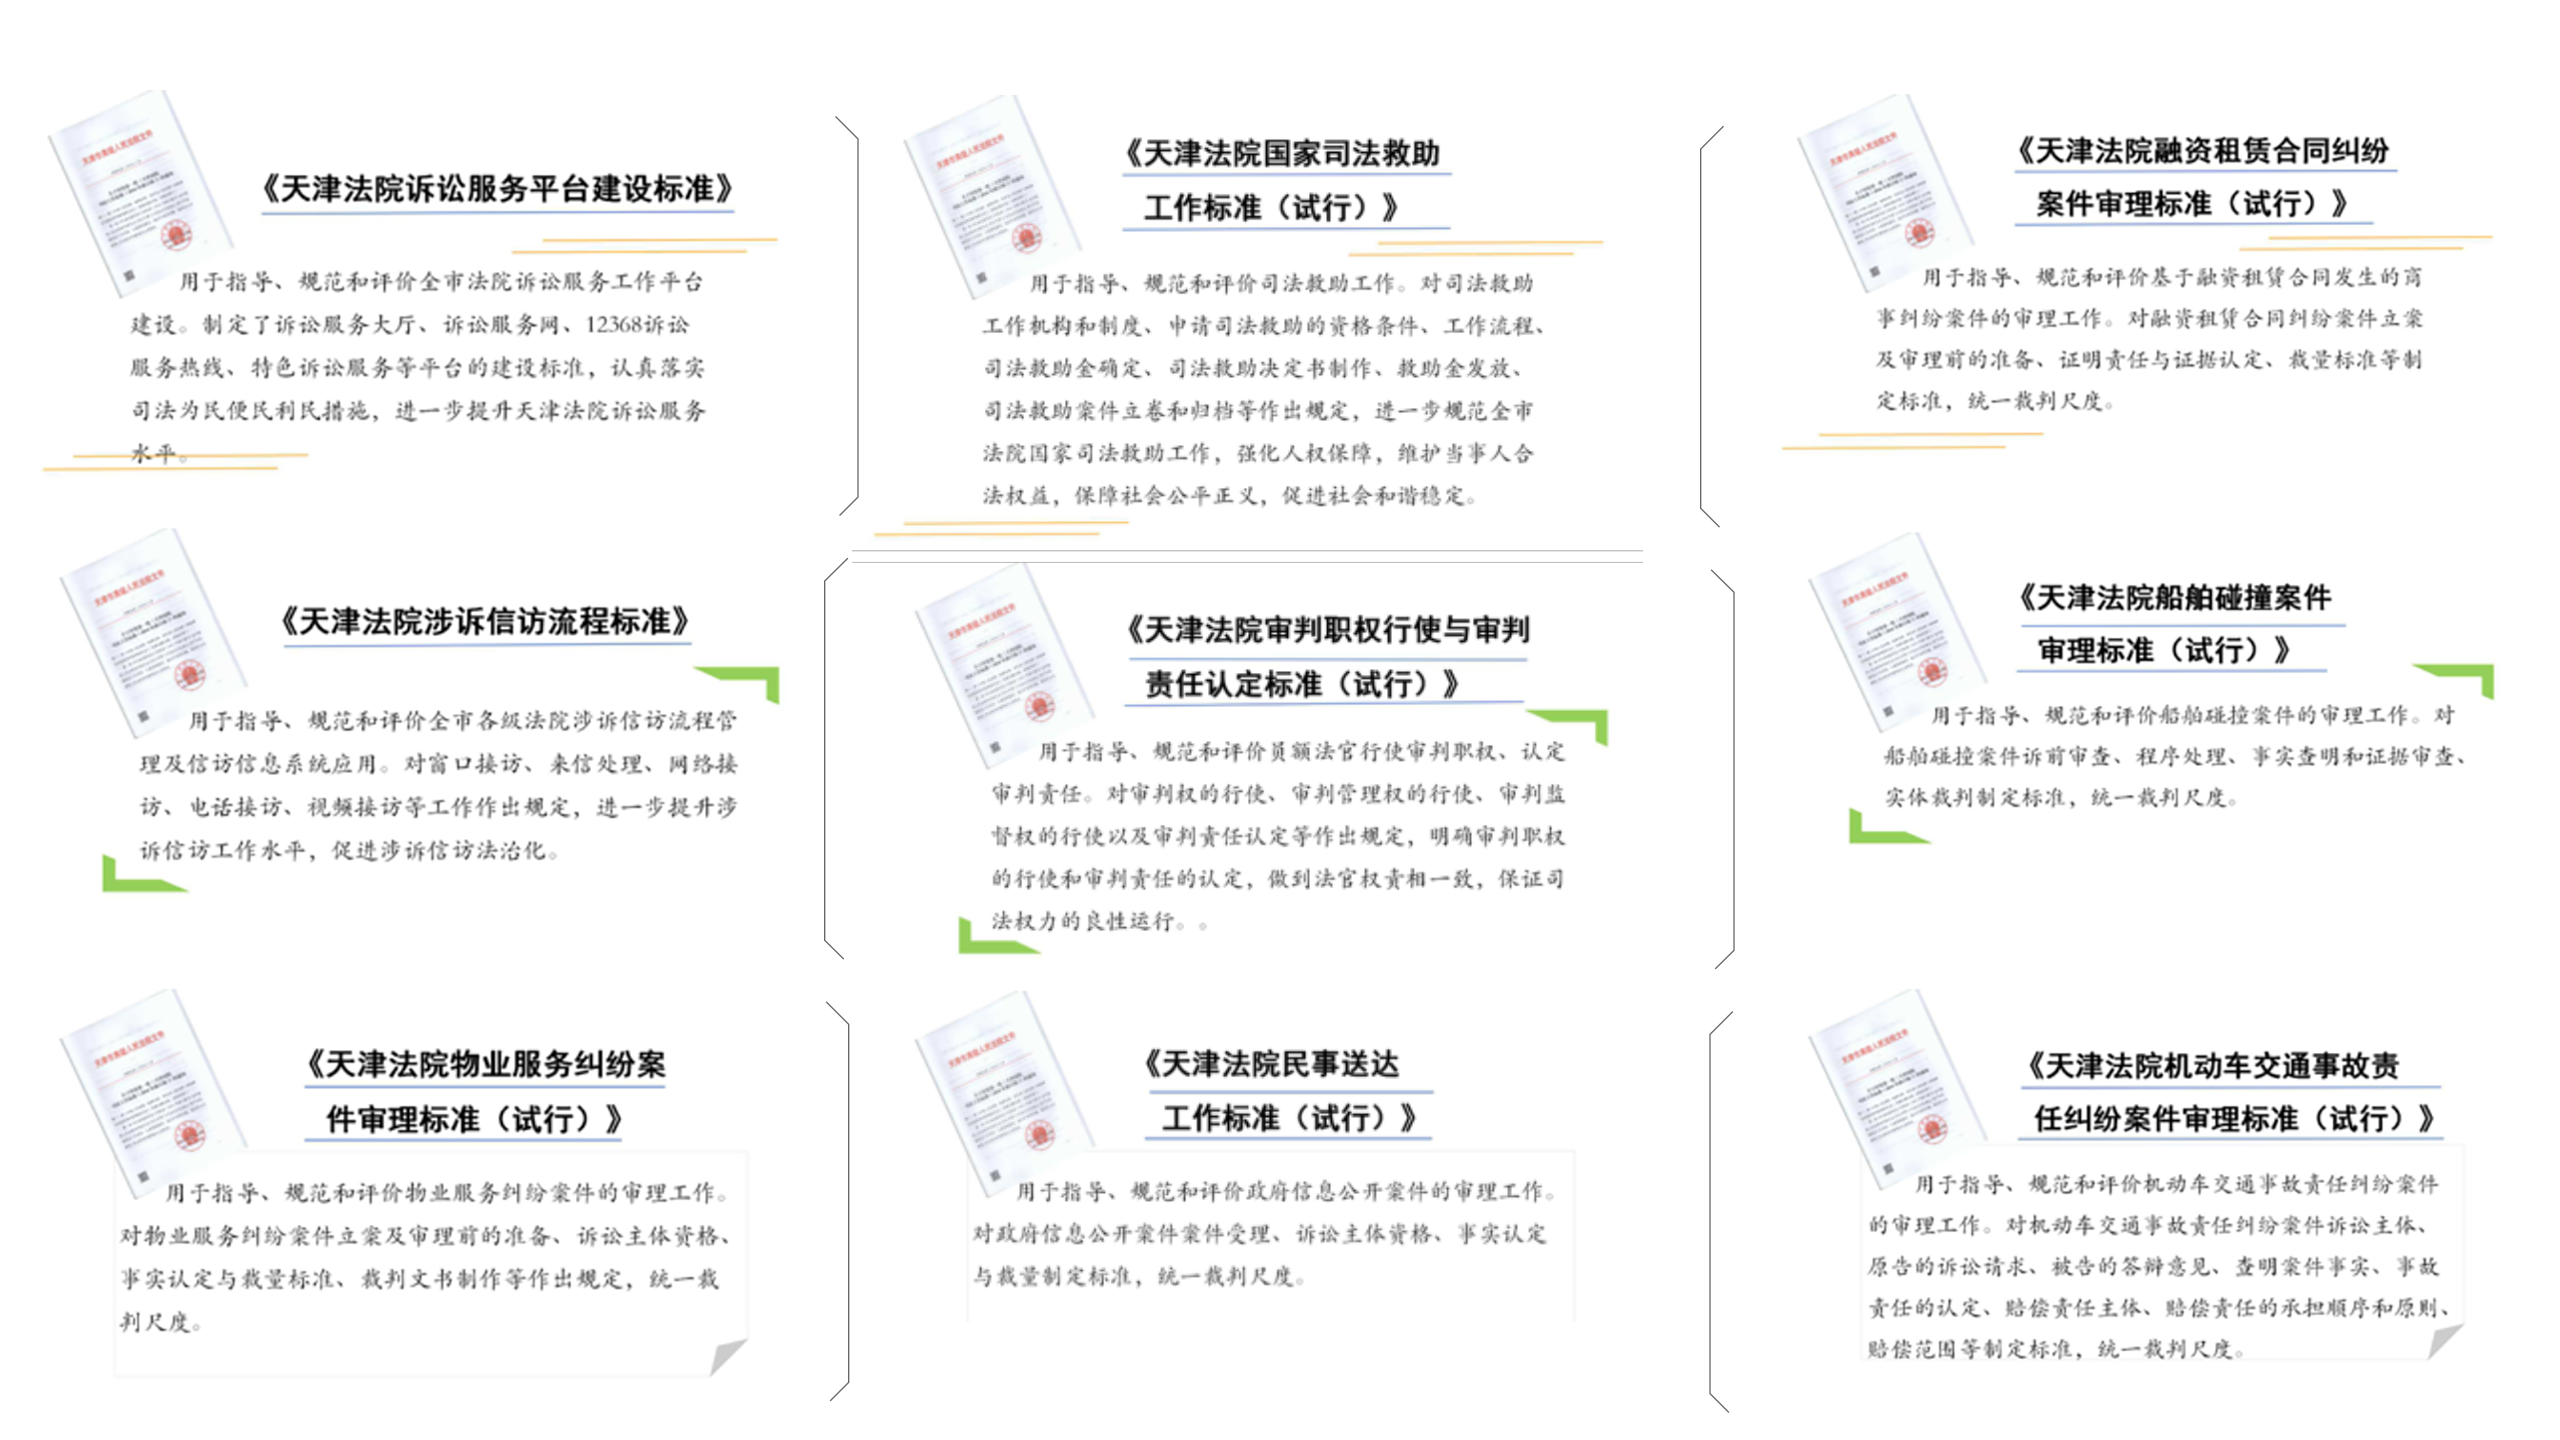 《天津法院诉讼服务平台建设标准》
用于指导、规范和评价全市法院诉讼服务工作平台
建设。制定了诉讼服务大厅、诉讼服务网、12368诉讼
服务热线、特色诉讼服务等平台的建设标准，认真落实
司法为民便民利民措施，进一步提升天津法院诉讼服务
水平。
《天津法院国家司法救助
工作标准（试行）》
用于指导、规范和评价司法救助工作。对司法救助
工作机构和制度、申请司法救助的资格条件、工作流程、
司法救助金确定、司法救助决定书制作、救助金发放、
司法救助案件立卷和归档等作出规定，进一步规范全市
法院国家司法救助工作，强化人权保障，维护当事人合
法权益，保障社会公平正义，促进社会和谐稳定。
《天津法院融资租赁合同纠纷
案件审理标准（试行）》
用于指导、规范和评价基于融资租赁合同发生的商
事纠纷案件的审理工作。对融资租赁合同纠纷案件立案
及审理前的准备、证明责任与证据认定、裁量标准等制
定标准，统一裁判尺度。
《天津法院涉诉信访流程标准》
用于指导、规范和评价全市各级法院涉诉信访流程管
理及信访信息系统应用。对窗口接访、来信处理、网络接
访、电话接访、视频接访等工作作出规定，进一步提升涉
诉信访工作水平，促进涉诉信访法治化。
《天津法院审判职权行使与审判
责任认定标准（试行）》
用于指导、规范和评价员额法官行使审判职权、认定
审判责任。对审判权的行使、审判管理权的行使、审判监
督权的行使以及审判责任认定等作出规定，明确审判职权
的行使和审判责任的认定，做到法官权责相一致，保证司
法权力的良性运行。。
《天津法院船舶碰撞案件
审理标准（试行）》
用于指导、规范和评价船舶碰撞案件的审理工作。对
船舶碰撞案件诉前审查、程序处理、事实查明和证据审查、
实体裁判制定标准，统一裁判尺度。
《天津法院物业服务纠纷案
件审理标准（试行）》
用于指导、规范和评价物业服务纠纷案件的审理工作。
对物业服务纠纷案件立案及审理前的准备、诉讼主体资格、
事实认定与裁量标准、裁判文书制作等作出规定，统一裁
判尺度。
《天津法院民事送达
工作标准（试行）》
用于指导、规范和评价政府信息公开案件的审理工作。
对政府信息公开案件案件受理、诉讼主体资格、事实认定
与裁量制定标准，统一裁判尺度。
《天津法院机动车交通事故责
任纠纷案件审理标准（试行）》
用于指导、规范和评价机动车交通事故责任纠纷案件
的审理工作。对机动车交通事故责任纠纷案件诉讼主体、
原告的诉讼请求、被告的答辩意见、查明案件事实、事故
责任的认定、赔偿责任主体、赔偿责任的承担顺序和原则、
赔偿范围等制定标准，统一裁判尺度。